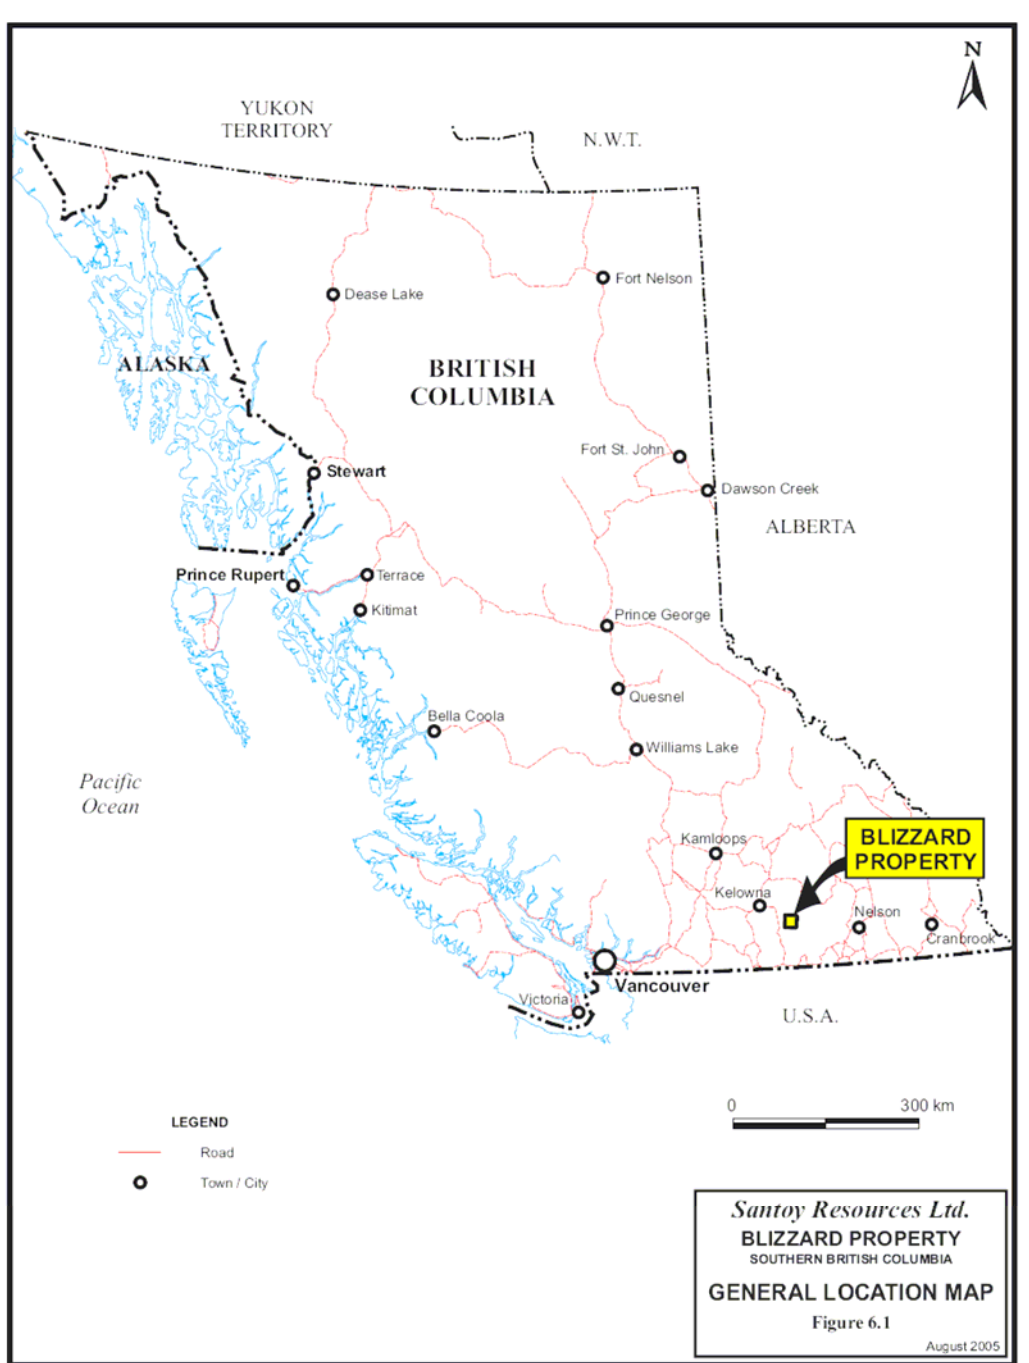 N
YUKON
TERRITORY
N.W.T.
Fort Nelson
Dease Lake
ALASKA
BRITISH
COLUMBIA
Fort St. John
Stewart
Dawson Creek
ALBERTA
Prince Rupert
Terrace
Kitimat
Prince George
Quesnel
Bella Coola
Williams Lake
Pacific
Ocean
Kamloops
BLIZZARD
PROPERTY
Kelowna
Nelson
Cranbrook
Vancouver
Victoria
U.S.A.
0 300 km
LEGEND
Road
Town / City
Santoy Resources Ltd.
BLIZZARD PROPERTY
SOUTHERN BRITISH COLUMBIA
GENERAL LOCATION MAP
Figure 6.1
August 2005